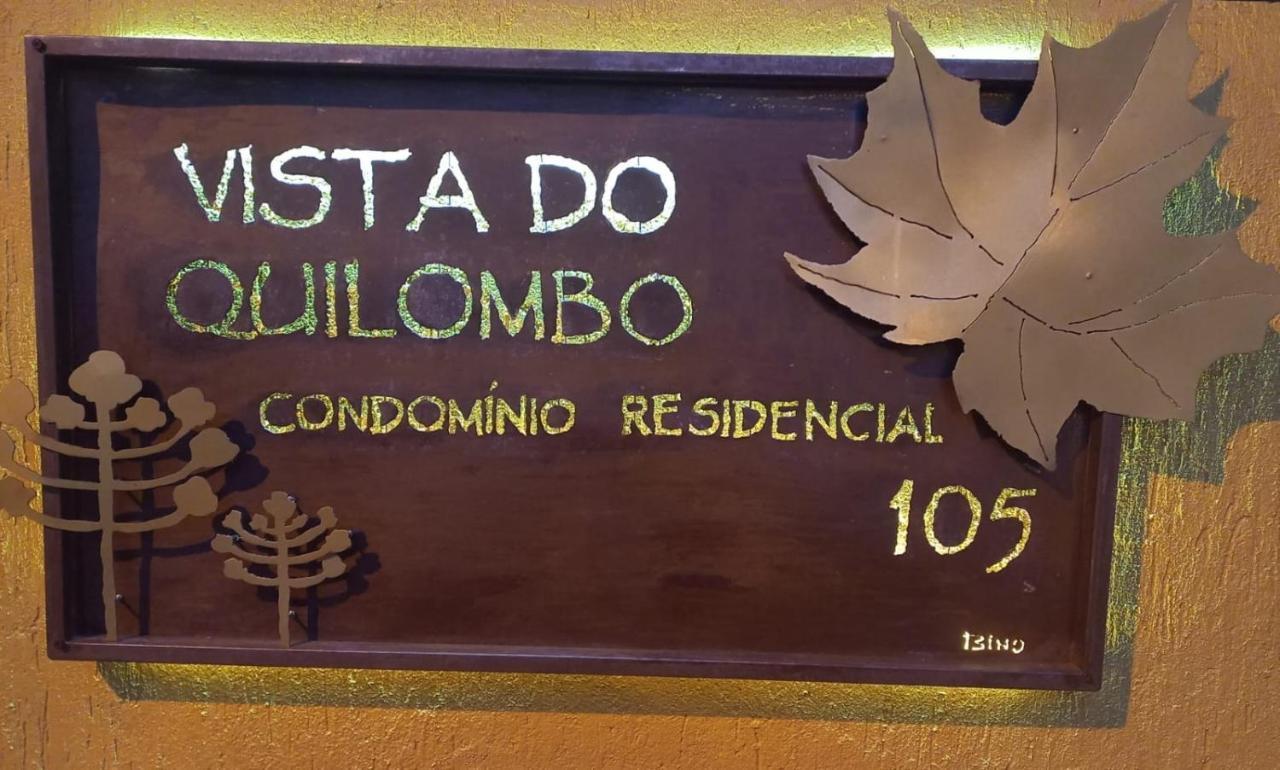 VISTA DO
QUILOMBO
CONDOMÍNIO RESIDENCIAL
105
BINO